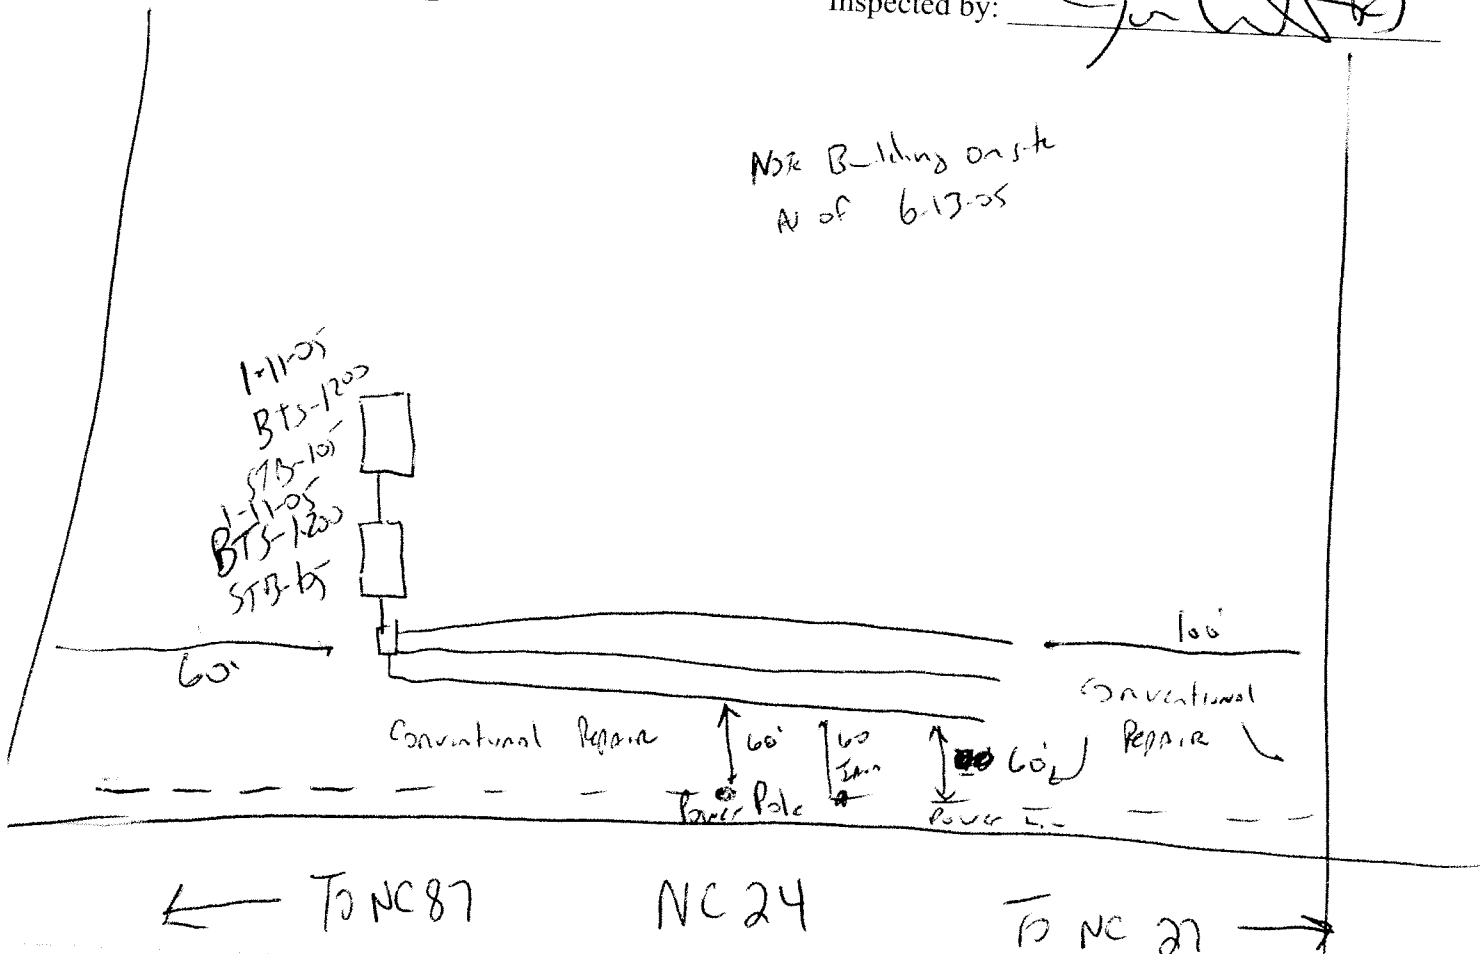 Inspected by:
Note Building onsite
As of 6-13-05
1-11-05
BTS-1200
STB-105
1-11-05
BTS-1200
STB-
60'
100'
Conventional Repair
60'
60
60'
Conventional
Repair
Power Pole
Power
To NC 87
NC 24
To NC 27